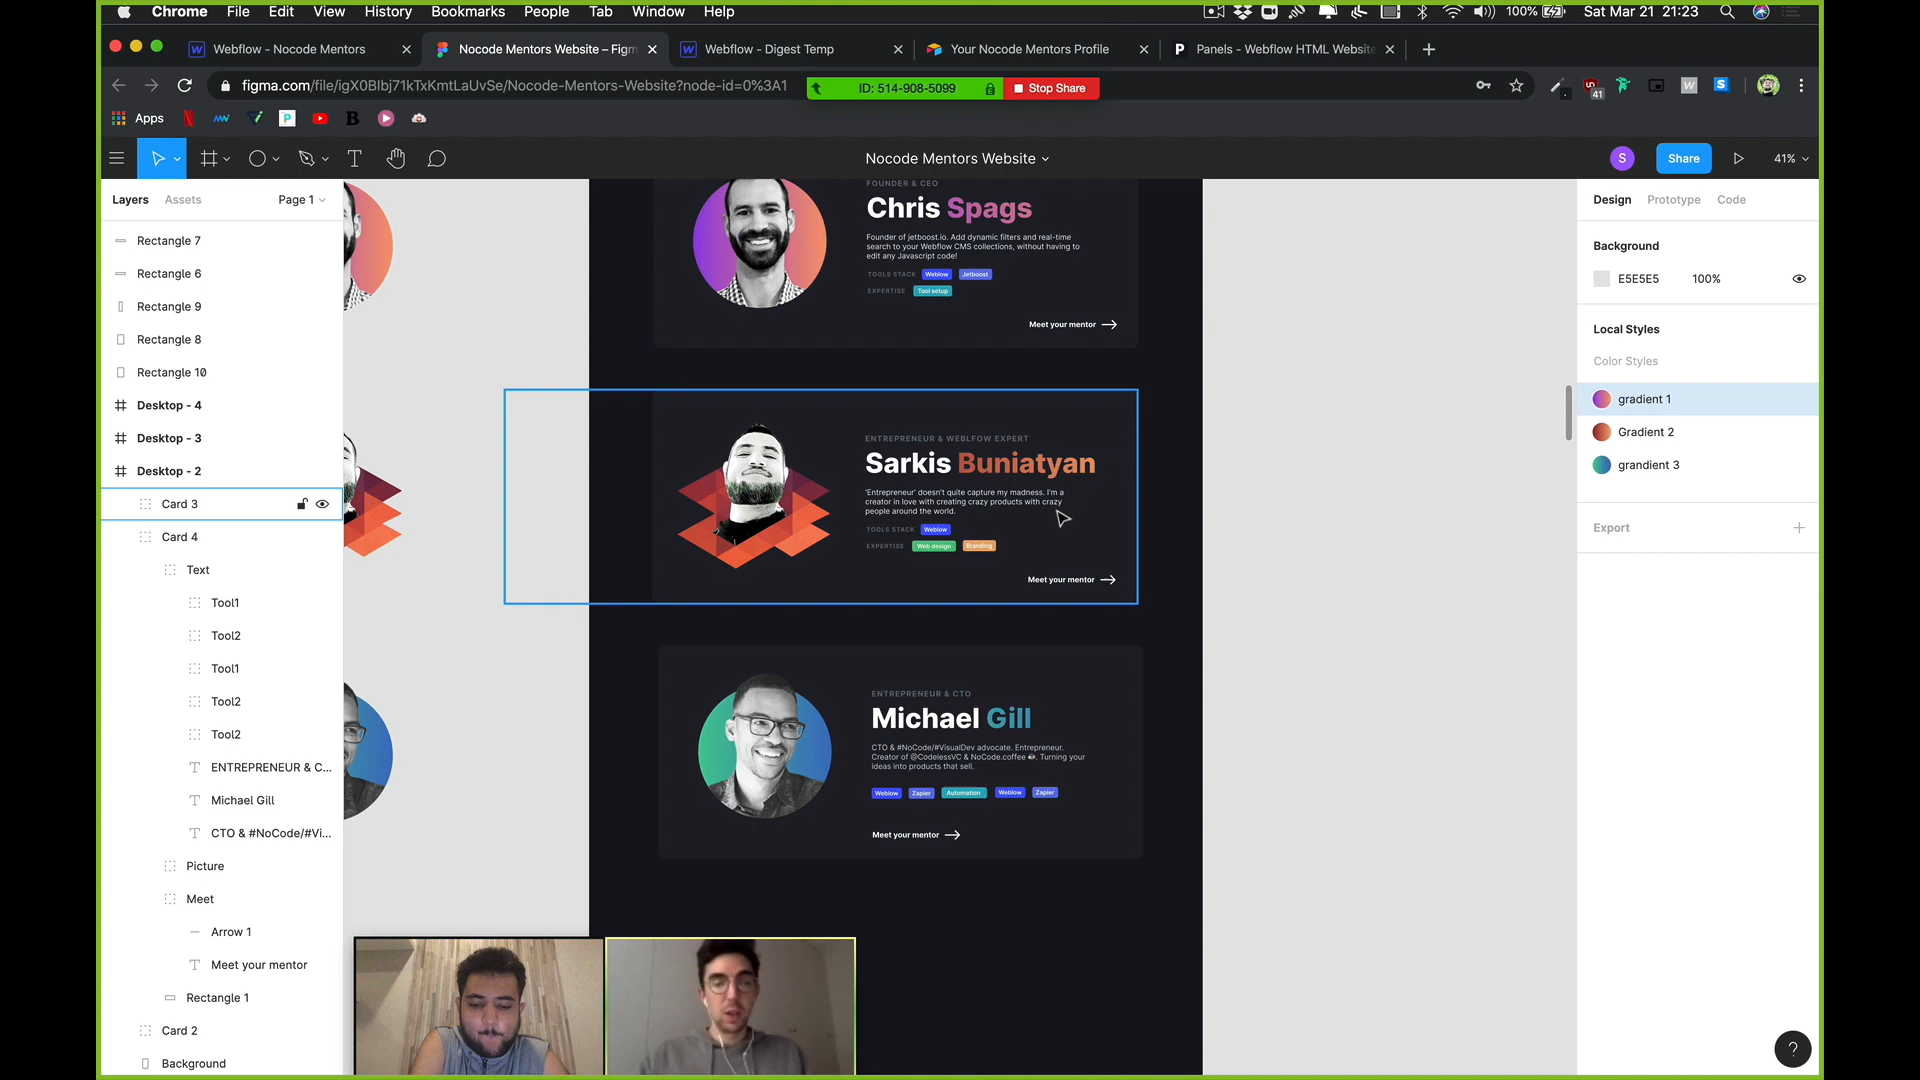 Chrome File Edit View History Bookmarks People Tab Window Help 100% Sat Mar 21 21:23
Webflow - Nocode Mentors Nocode Mentors Website – Figm Webflow - Digest Temp Your Nocode Mentors Profile Panels - Webflow HTML Website
figma.com/file/igX0BIbj71kTxKmtLaUvSe/Nocode-Mentors-Website?node-id=0%3A1 ID: 514-908-5099 Stop Share 41
Apps
Nocode Mentors Website S Share 41%
Layers Assets Page 1
Rectangle 7
Rectangle 6
Rectangle 9
Rectangle 8
Rectangle 10
Desktop - 4
Desktop - 3
Desktop - 2
Card 3
Card 4
Text
Tool1
Tool2
Tool1
Tool2
Tool2
ENTREPRENEUR & C...
Michael Gill
CTO & #NoCode/#Vi...
Picture
Meet
Arrow 1
Meet your mentor
Rectangle 1
Card 2
Background
FOUNDER & CEO
Chris Spags
Founder of jetboost.io. Add dynamic filters and real-time
search to your Webflow CMS collections, without having to
edit any Javascript code!
TOOLS STACK Weblow Jetboost
EXPERTISE Tool setup
Meet your mentor
ENTREPRENEUR & WEBLFOW EXPERT
Sarkis Buniatyan
'Entrepreneur' doesn't quite capture my madness. I'm a
creator in love with creating crazy products with crazy
people around the world.
TOOLS STACK Weblow
EXPERTISE Web design Branding
Meet your mentor
ENTREPRENEUR & CTO
Michael Gill
CTO & #NoCode/#VisualDev advocate. Entrepreneur.
Creator of @CodelessVC & NoCode.coffee ☕. Turning your
ideas into products that sell.
Weblow Zapier Automation Weblow Zapier
Meet your mentor
Design Prototype Code
Background
E5E5E5 100%
Local Styles
Color Styles
gradient 1
Gradient 2
grandient 3
Export
?